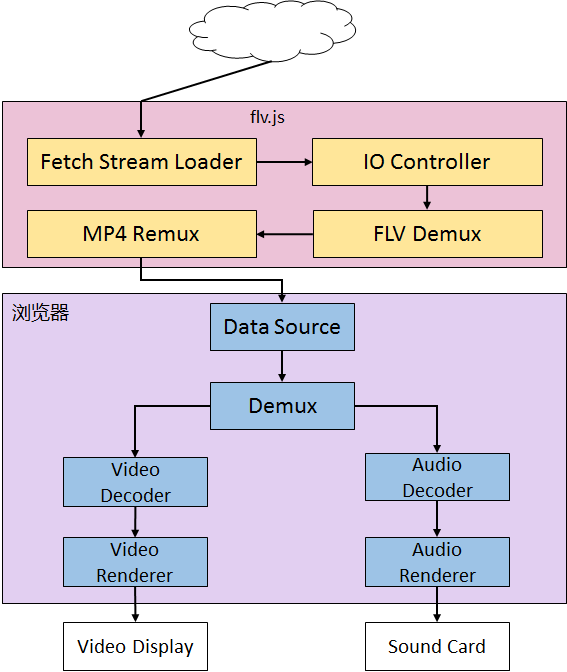 flv.js
Fetch Stream Loader
IO Controller
MP4 Remux
FLV Demux
浏览器
Data Source
Demux
Video
Decoder
Audio
Decoder
Video
Renderer
Audio
Renderer
Video Display
Sound Card